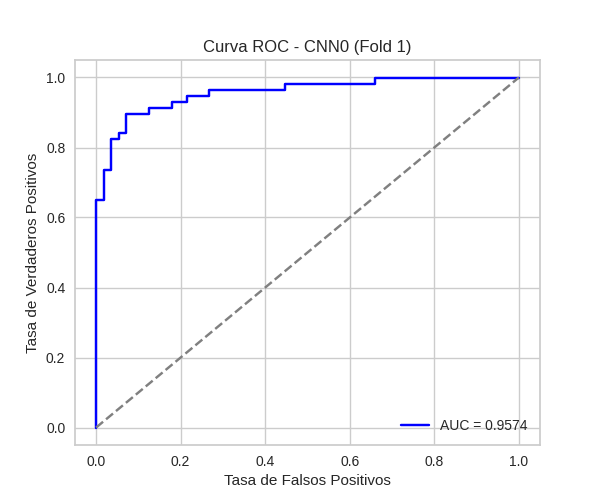 Curva ROC - CNN0 (Fold 1)
Tasa de Verdaderos Positivos
1.0
0.8
0.6
0.4
0.2
0.0
AUC = 0.9574
0.0 0.2 0.4 0.6 0.8 1.0
Tasa de Falsos Positivos